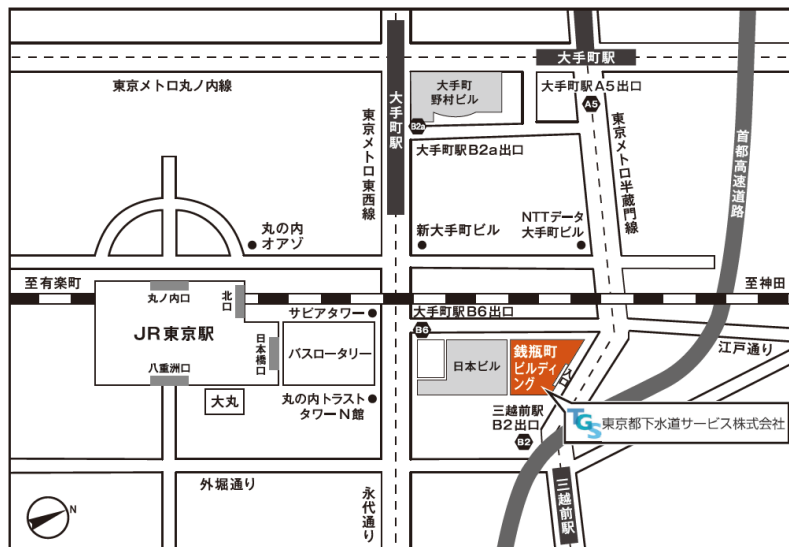 大手町駅
東京メトロ丸ノ内線
大手町
野村ビル
大手町駅A5出口
A5
大手町駅
東京メトロ東西線
B2a
大手町駅B2a出口
東京メトロ半蔵門線
首都高速道路
丸の内
オアゾ
新大手町ビル
NTTデータ
大手町ビル
至有楽町
至神田
丸ノ内口
北口
サピアタワー
大手町駅B6出口
B6
JR東京駅
日本橋口
バスロータリー
日本ビル
銭瓶町
ビルディ
ング
入口
江戸通り
八重洲口
大丸
丸の内トラスト
タワーN館
三越前駅
B2出口
B2
TGS東京都下水道サービス株式会社
外堀通り
永代通り
三越前駅
N